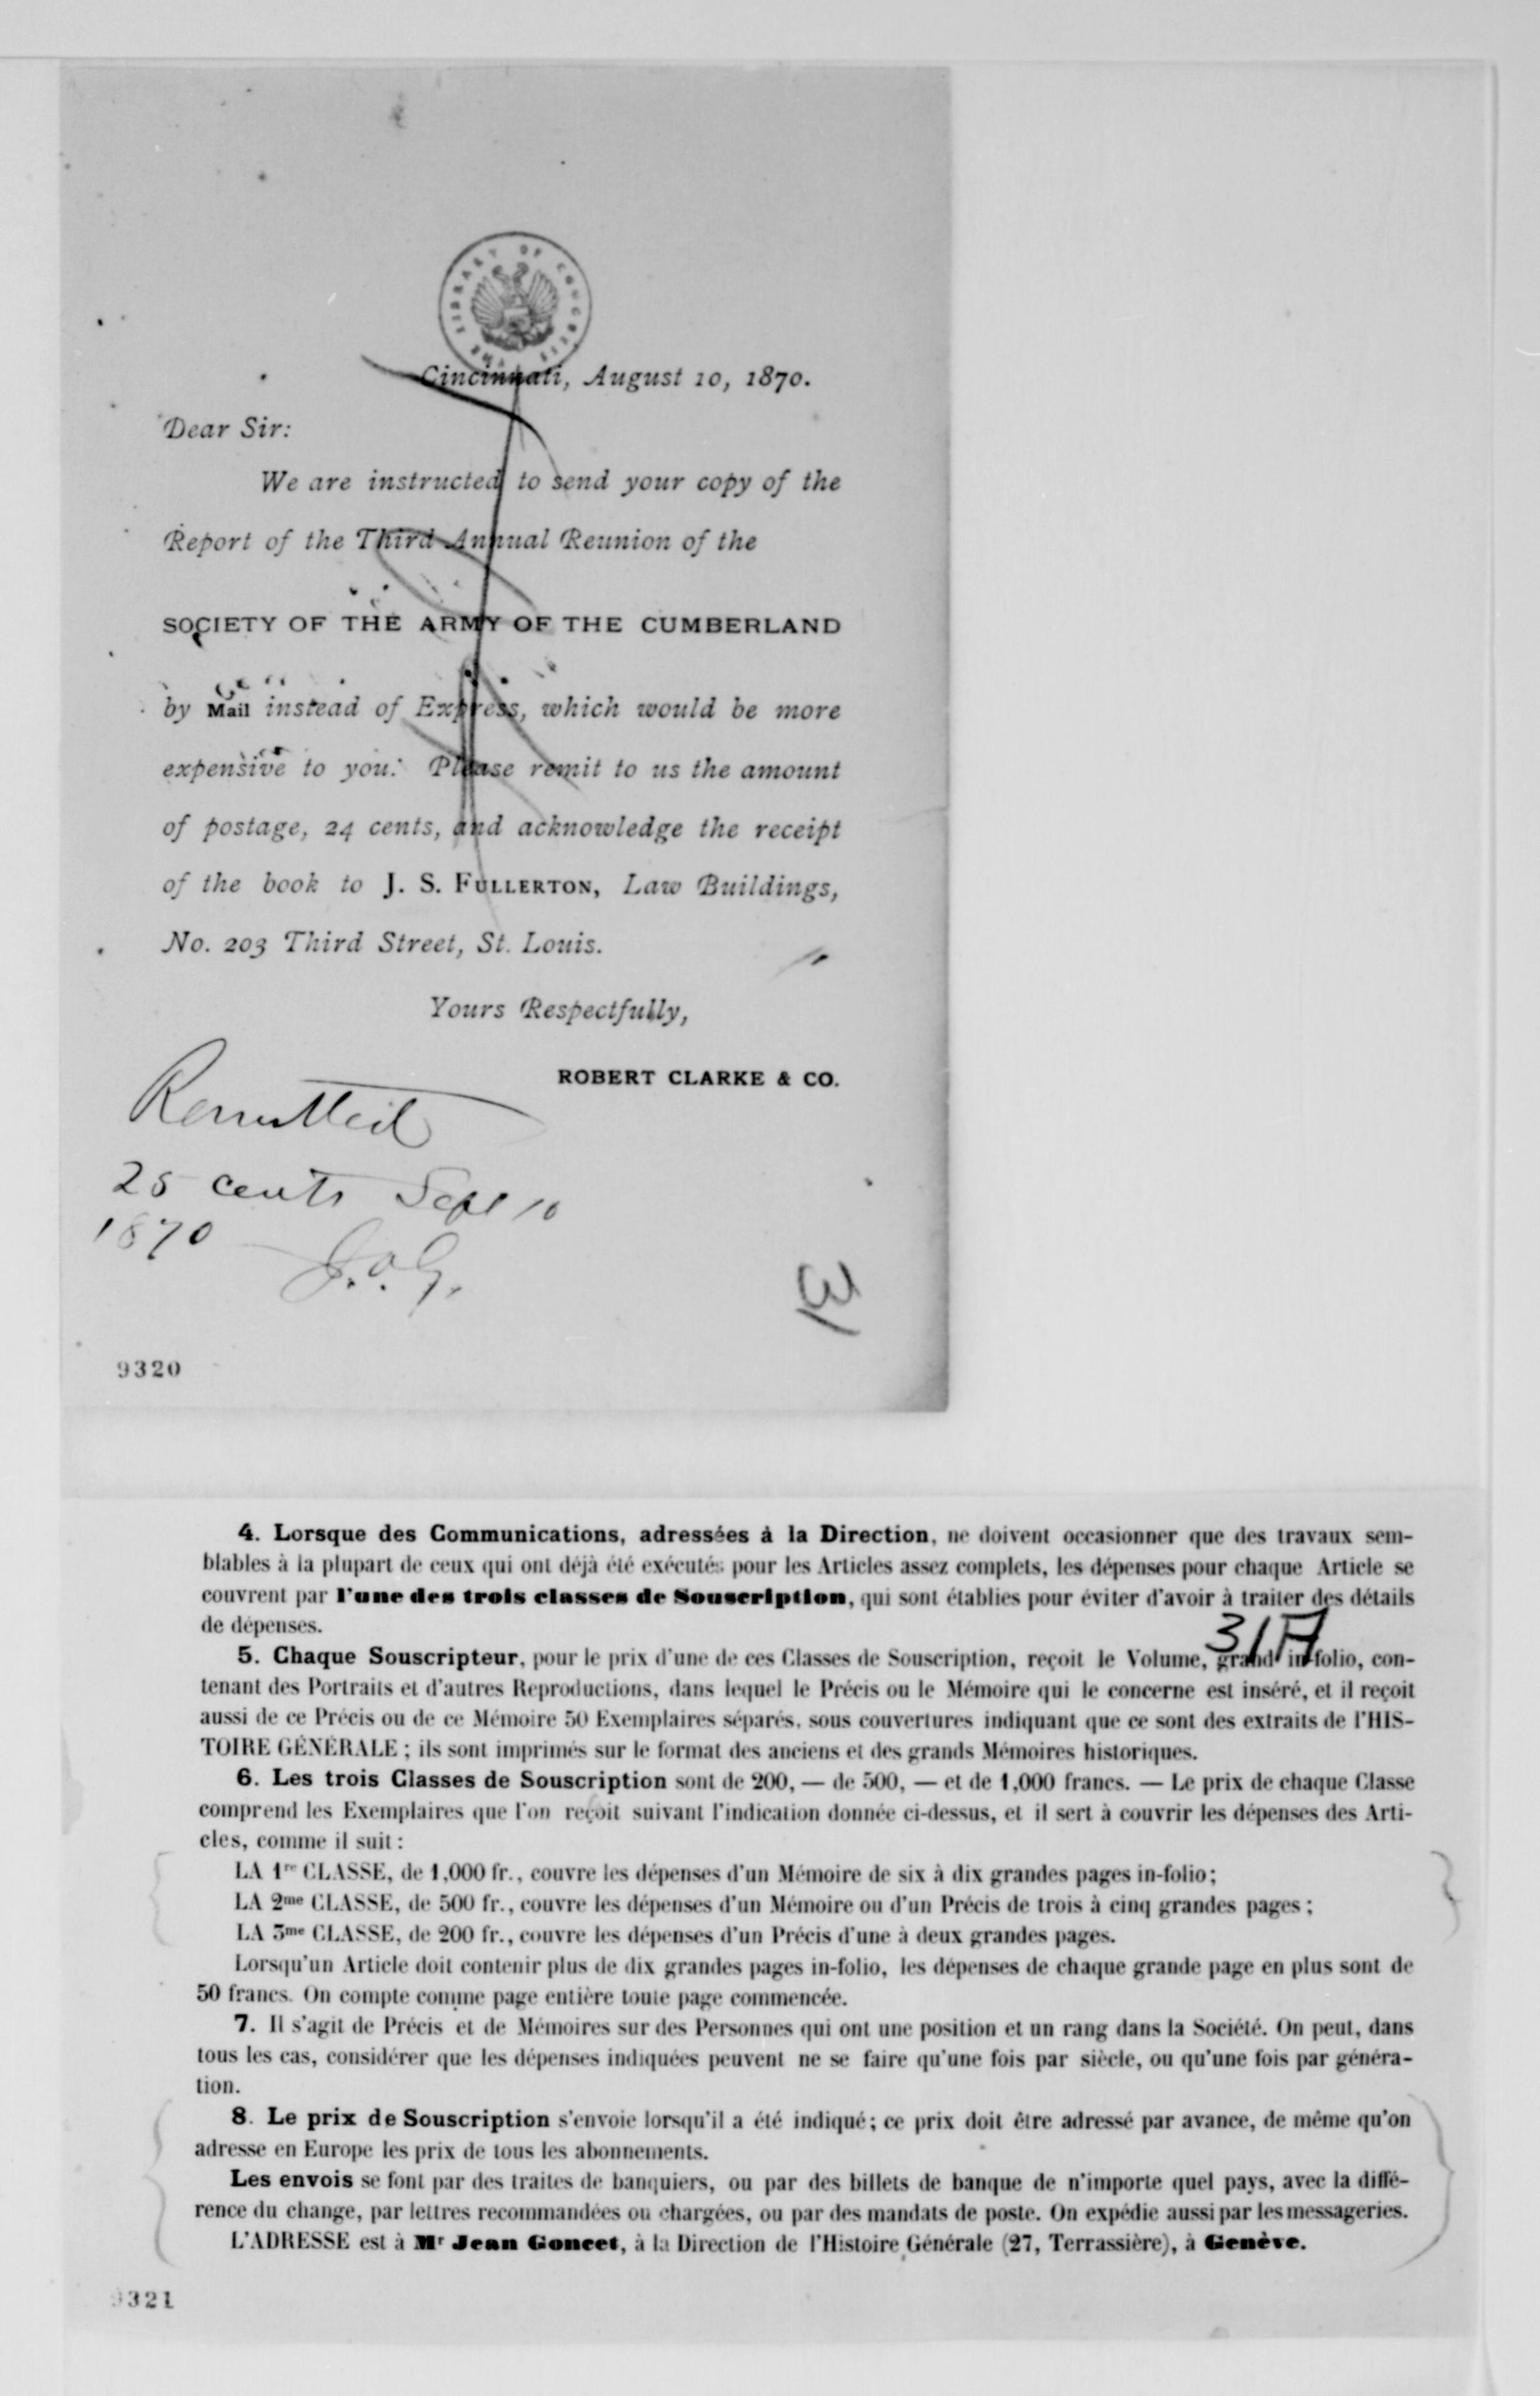 THE LIBRARY OF CONGRESS
Cincinnati, August 10, 1870.
Dear Sir:
We are instructed to send your copy of the
Report of the Third Annual Reunion of the
SOCIETY OF THE ARMY OF THE CUMBERLAND
by Mail instead of Express, which would be more
expensive to you. Please remit to us the amount
of postage, 24 cents, and acknowledge the receipt
of the book to J. S. FULLERTON, Law Buildings,
No. 203 Third Street, St. Louis.
Yours Respectfully,
ROBERT CLARKE & CO.
Remitted
25 cents Sept 10
1870
J.A.G.
31
9320
4. Lorsque des Communications, adressées à la Direction, ne doivent occasionner que des travaux sem-
blables à la plupart de ceux qui ont déjà été exécutés pour les Articles assez complets, les dépenses pour chaque Article se
couvrent par l'une des trois classes de Souscription, qui sont établies pour éviter d'avoir à traiter des détails
de dépenses.
31A
5. Chaque Souscripteur, pour le prix d'une de ces Classes de Souscription, reçoit le Volume, grand in-folio, con-
tenant des Portraits et d'autres Reproductions, dans lequel le Précis ou le Mémoire qui le concerne est inséré, et il reçoit
aussi de ce Précis ou de ce Mémoire 50 Exemplaires séparés, sous couvertures indiquant que ce sont des extraits de l'HIS-
TOIRE GÉNÉRALE ; ils sont imprimés sur le format des anciens et des grands Mémoires historiques.
6. Les trois Classes de Souscription sont de 200, — de 500, — et de 1,000 francs. — Le prix de chaque Classe
comprend les Exemplaires que l'on reçoit suivant l'indication donnée ci-dessus, et il sert à couvrir les dépenses des Arti-
cles, comme il suit :
LA 1re CLASSE, de 1,000 fr., couvre les dépenses d'un Mémoire de six à dix grandes pages in-folio;
LA 2me CLASSE, de 500 fr., couvre les dépenses d'un Mémoire ou d'un Précis de trois à cinq grandes pages ;
LA 3me CLASSE, de 200 fr., couvre les dépenses d'un Précis d'une à deux grandes pages.
Lorsqu'un Article doit contenir plus de dix grandes pages in-folio, les dépenses de chaque grande page en plus sont de
50 francs. On compte comme page entière toute page commencée.
7. Il s'agit de Précis et de Mémoires sur des Personnes qui ont une position et un rang dans la Société. On peut, dans
tous les cas, considérer que les dépenses indiquées peuvent ne se faire qu'une fois par siècle, ou qu'une fois par généra-
tion.
8. Le prix de Souscription s'envoie lorsqu'il a été indiqué; ce prix doit être adressé par avance, de même qu'on
adresse en Europe les prix de tous les abonnements.
Les envois se font par des traites de banquiers, ou par des billets de banque de n'importe quel pays, avec la diffé-
rence du change, par lettres recommandées ou chargées, ou par des mandats de poste. On expédie aussi par les messageries.
L'ADRESSE est à Mr Jean Goncet, à la Direction de l'Histoire Générale (27, Terrassière), à Genève.
9321